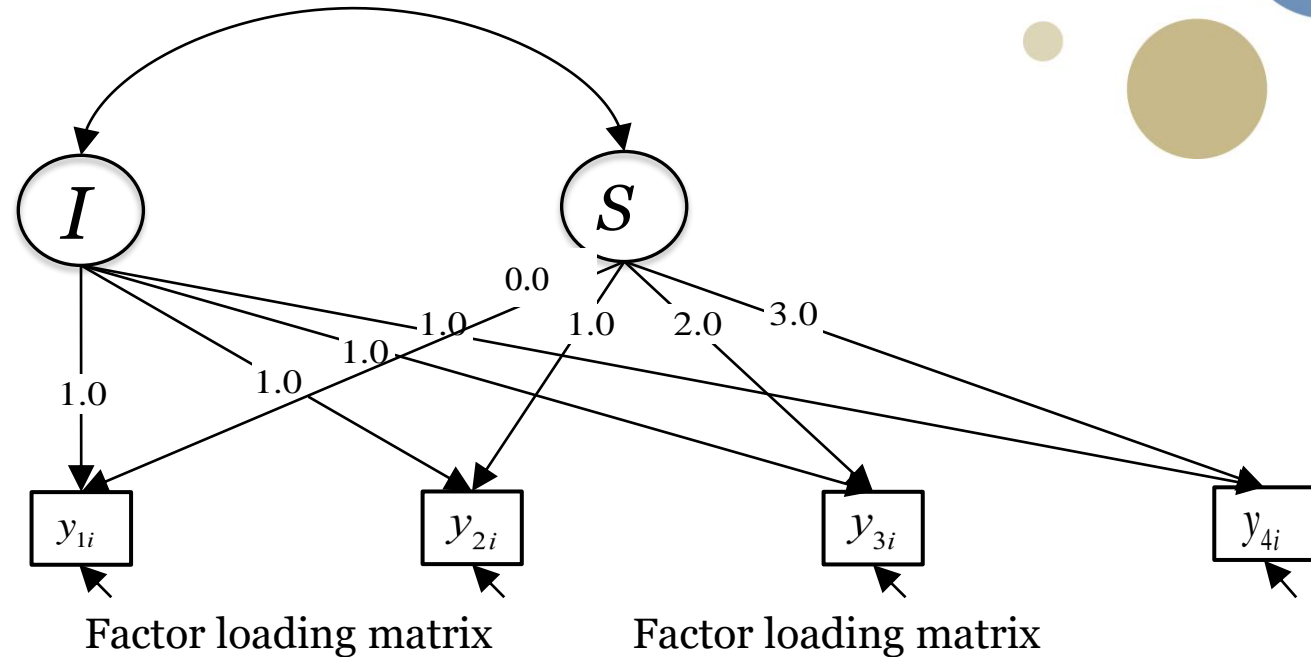 I
S
0.0
1.0
1.0
2.0
3.0
1.0
1.0
1.0
y1i
y2i
y3i
y4i
Factor loading matrix
Factor loading matrix